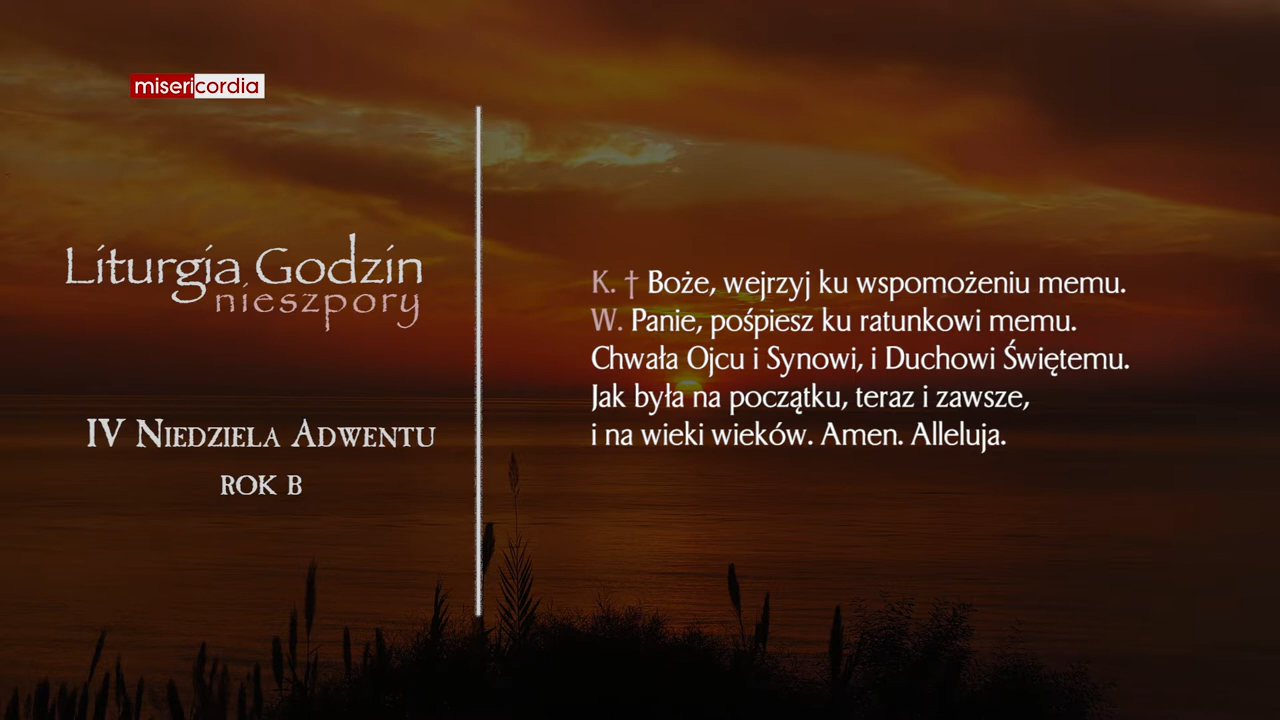 misericordia
Liturgia Godzin
nieszpory
IV Niedziela Adwentu
rok B
K. † Boże, wejrzyj ku wspomożeniu memu.
W. Panie, pośpiesz ku ratunkowi memu.
Chwała Ojcu i Synowi, i Duchowi Świętemu.
Jak była na początku, teraz i zawsze,
i na wieki wieków. Amen. Alleluja.